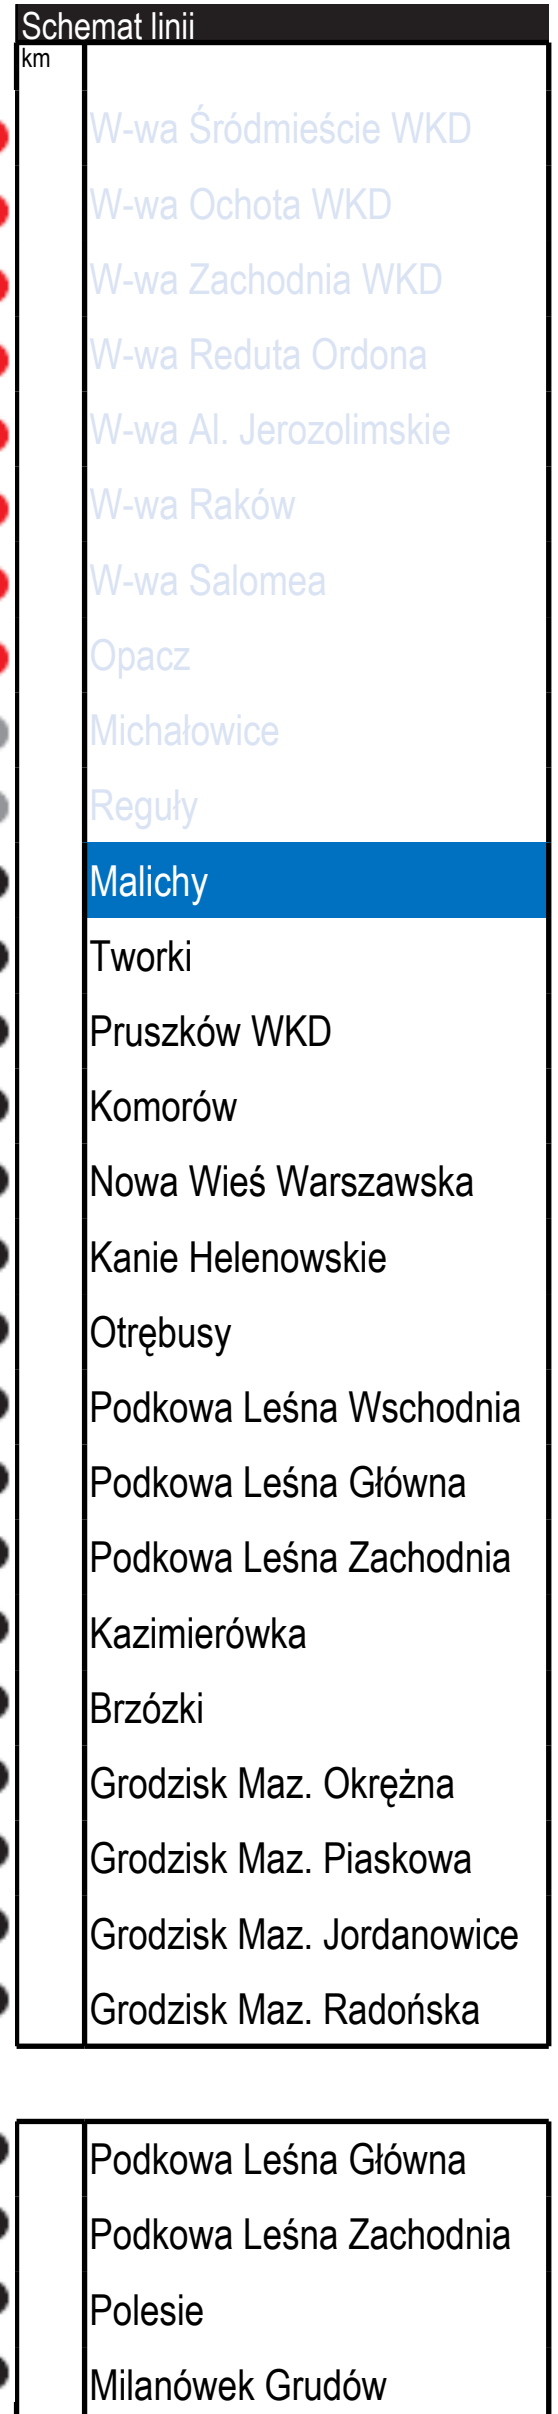 Schemat linii
km
W-wa Śródmieście WKD
W-wa Ochota WKD
W-wa Zachodnia WKD
W-wa Reduta Ordona
W-wa Al. Jerozolimskie
W-wa Raków
W-wa Salomea
Opacz
Michałowice
Reguły
Malichy
Tworki
Pruszków WKD
Komorów
Nowa Wieś Warszawska
Kanie Helenowskie
Otrębusy
Podkowa Leśna Wschodnia
Podkowa Leśna Główna
Podkowa Leśna Zachodnia
Kazimierówka
Brzózki
Grodzisk Maz. Okrężna
Grodzisk Maz. Piaskowa
Grodzisk Maz. Jordanowice
Grodzisk Maz. Radońska
Podkowa Leśna Główna
Podkowa Leśna Zachodnia
Polesie
Milanówek Grudów